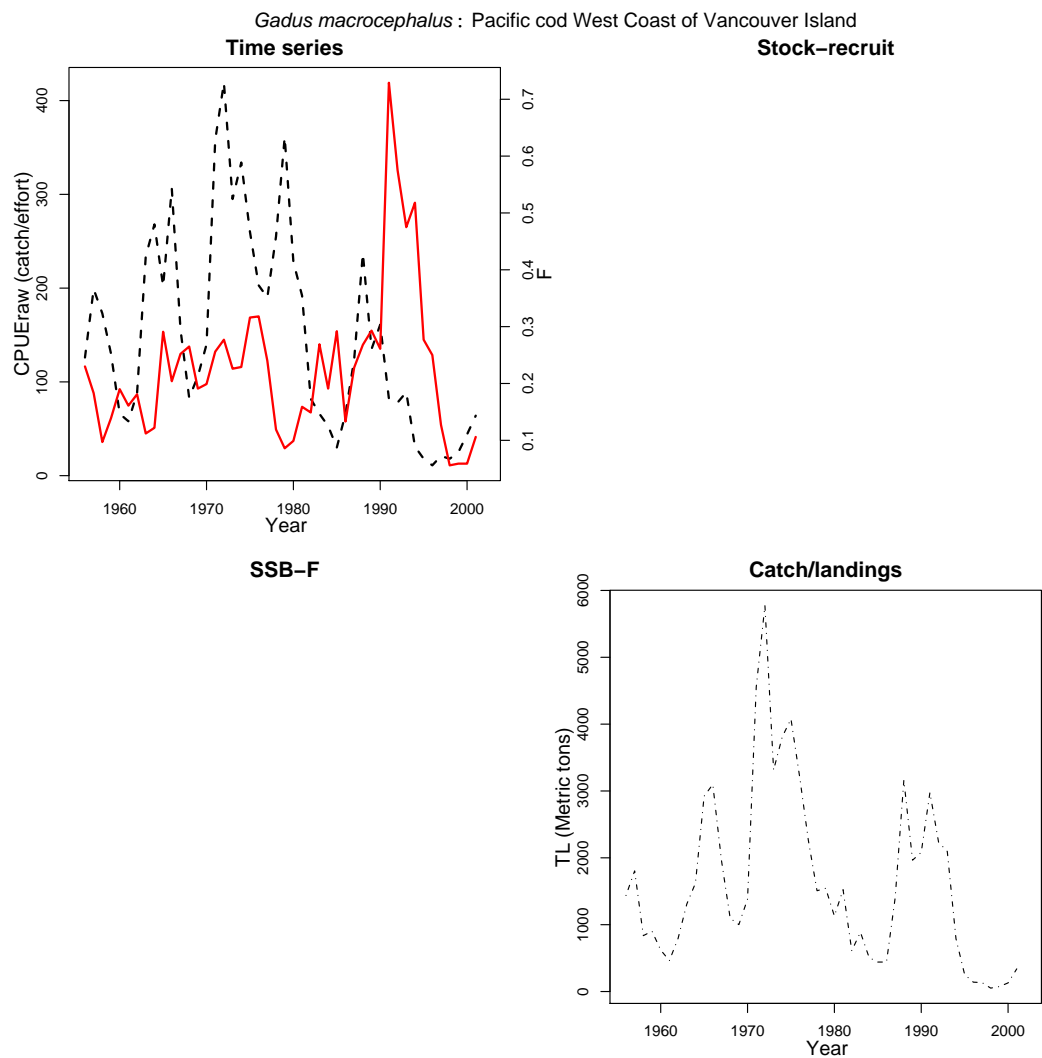 Gadus macrocephalus : Pacific cod West Coast of Vancouver Island
Time series
Stock−recruit
CPUEraw (catch/effort)
0
100
200
300
400
F
0.1
0.2
0.3
0.4
0.5
0.6
0.7
1960 1970 1980 1990 2000
Year
SSB−F
Catch/landings
TL (Metric tons)
0
1000
2000
3000
4000
5000
6000
1960 1970 1980 1990 2000
Year